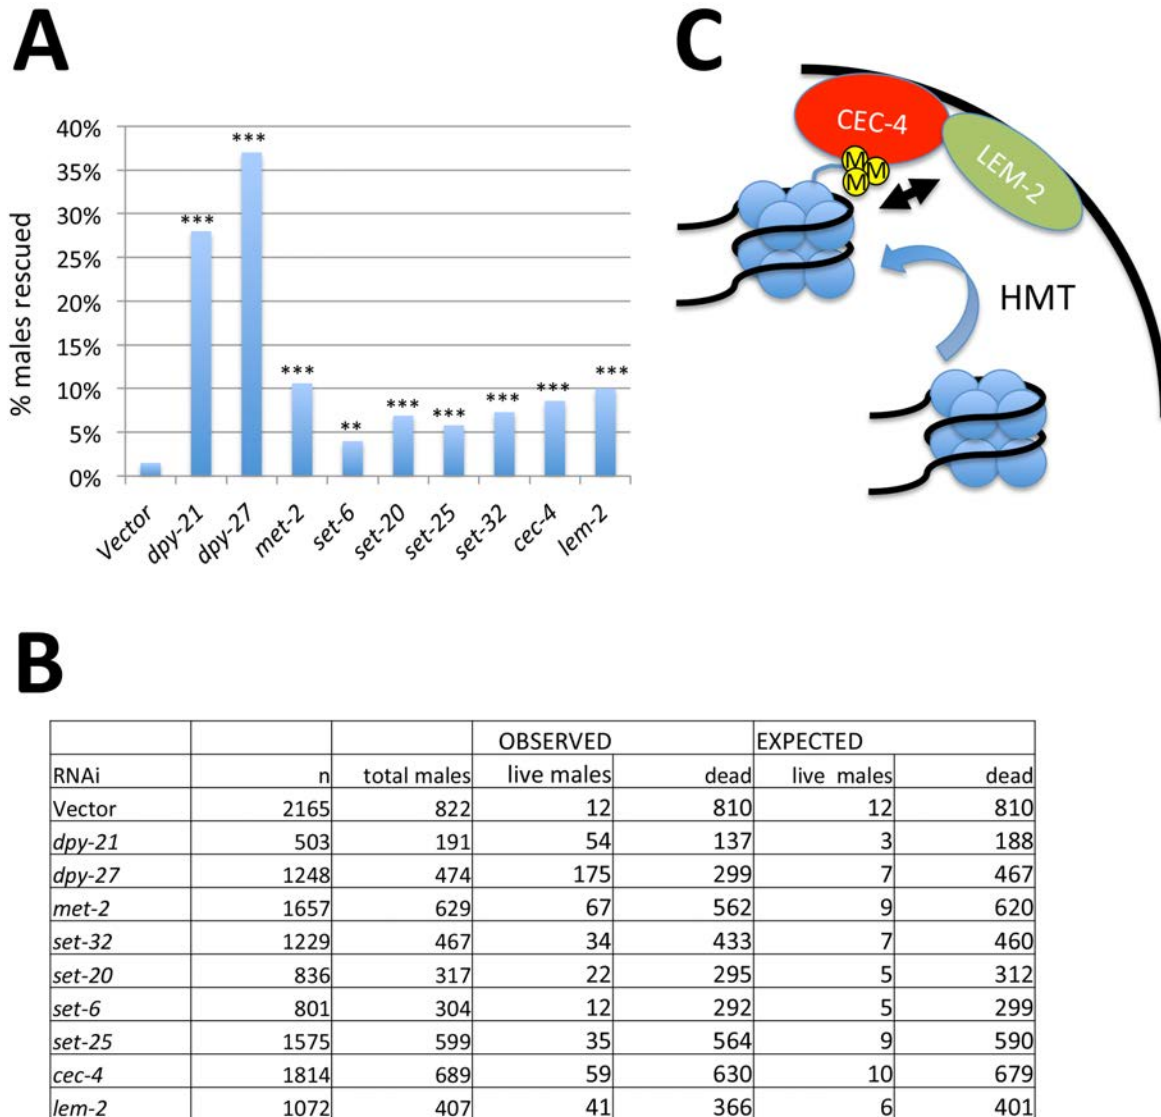 A
40%
35%
30%
25%
20%
15%
10%
5%
0%
% males rescued
***
***
***
**
***
***
***
***
***
Vector
dpy-21
dpy-27
met-2
set-6
set-20
set-25
set-32
cec-4
lem-2
C
CEC-4
M
M
M
LEM-2
HMT
B
OBSERVED EXPECTED
RNAi n total males live males dead live males dead
Vector 2165 822 12 810 12 810
dpy-21 503 191 54 137 3 188
dpy-27 1248 474 175 299 7 467
met-2 1657 629 67 562 9 620
set-32 1229 467 34 433 7 460
set-20 836 317 22 295 5 312
set-6 801 304 12 292 5 299
set-25 1575 599 35 564 9 590
cec-4 1814 689 59 630 10 679
lem-2 1072 407 41 366 6 401